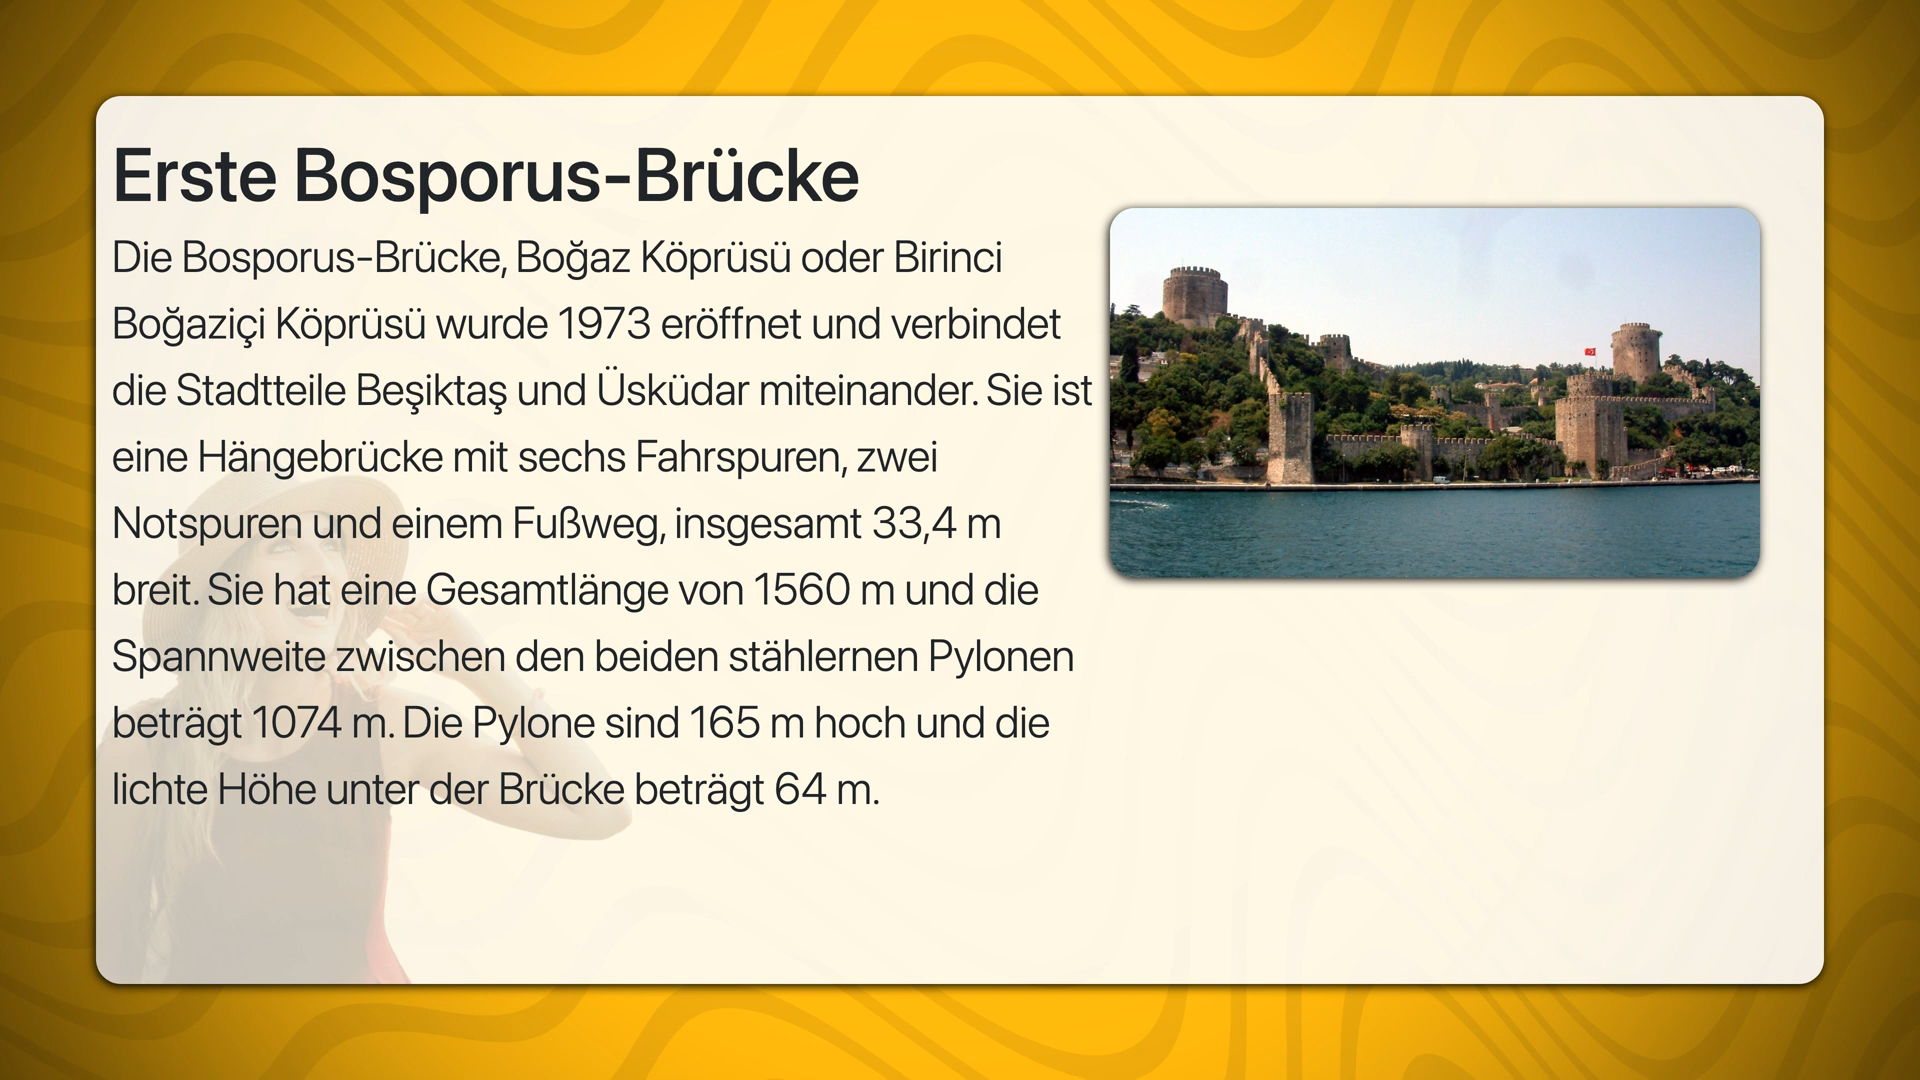 Erste Bosporus-Brücke
Die Bosporus-Brücke, Boğaz Köprüsü oder Birinci
Boğaziçi Köprüsü wurde 1973 eröffnet und verbindet
die Stadtteile Beşiktaş und Üsküdar miteinander. Sie ist
eine Hängebrücke mit sechs Fahrspuren, zwei
Notspuren und einem Fußweg, insgesamt 33,4 m
breit. Sie hat eine Gesamtlänge von 1560 m und die
Spannweite zwischen den beiden stählernen Pylonen
beträgt 1074 m. Die Pylone sind 165 m hoch und die
lichte Höhe unter der Brücke beträgt 64 m.